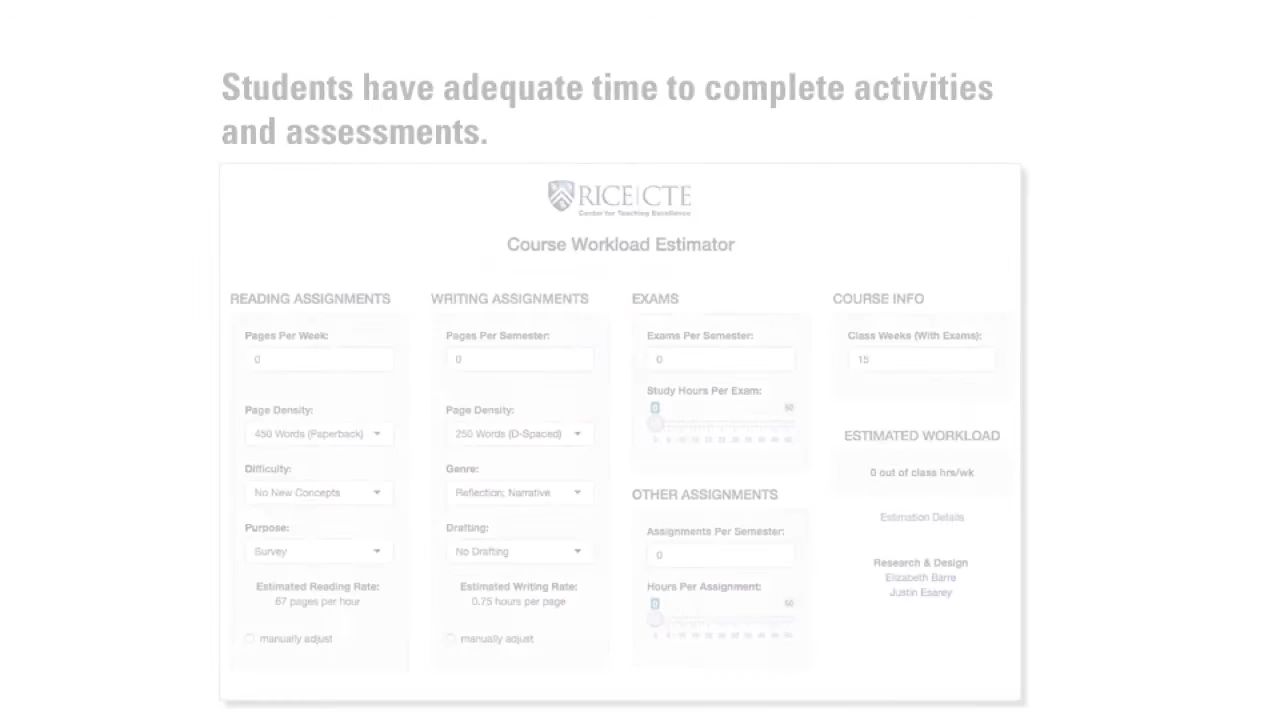 Students have adequate time to complete activities
and assessments.
RICE CTE
Center for Teaching Excellence
Course Workload Estimator
READING ASSIGNMENTS
Pages Per Week:
0
Page Density:
450 Words (Paperback)
Difficulty:
No New Concepts
Purpose:
Survey
Estimated Reading Rate:
67 pages per hour
manually adjust
WRITING ASSIGNMENTS
Pages Per Semester:
0
Page Density:
250 Words (D-Spaced)
Genre:
Reflection; Narrative
Drafting:
No Drafting
Estimated Writing Rate:
0.75 hours per page
manually adjust
EXAMS
Exams Per Semester:
0
Study Hours Per Exam:
0 50
OTHER ASSIGNMENTS
Assignments Per Semester:
0
Hours Per Assignment:
0 50
COURSE INFO
Class Weeks (With Exams):
15
ESTIMATED WORKLOAD
0 out of class hrs/wk
Estimation Details
Research & Design
Elizabeth Barre
Justin Esarey